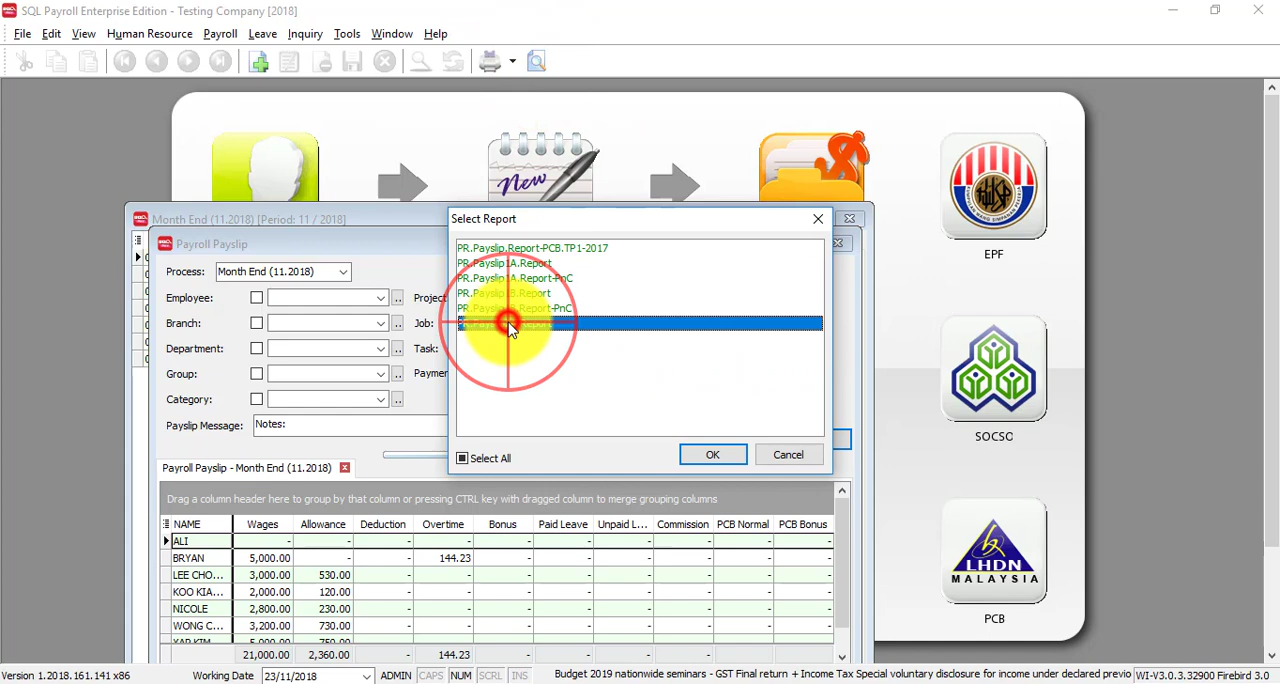 SQL Payroll Enterprise Edition - Testing Company [2018]
File Edit View Human Resource Payroll Leave Inquiry Tools Window Help
New
EPF
SOCSO
LHDN
MALAYSIA
PCB
Month End (11.2018) [Period: 11 / 2018]
Payroll Payslip
Process: Month End (11.2018)
Employee: Project
Branch: Job:
Department: Task:
Group: Paymen
Category:
Payslip Message: Notes:
Select Report
PR.Payslip.Report-PCB.TP1-2017
PR.Payslip1A.Report
PR.Payslip1A.Report-PnC
PR.Payslip1B.Report
Report-PnC
Select All
OK Cancel
Payroll Payslip - Month End (11.2018)
Drag a column header here to group by that column or pressing CTRL key with dragged column to merge grouping columns
NAME Wages Allowance Deduction Overtime Bonus Paid Leave Unpaid L... Commission PCB Normal PCB Bonus
ALI - - - - - - - - - -
BRYAN 5,000.00 - - 144.23 - - - - - -
LEE CHO... 3,000.00 530.00 - - - - - - - -
KOO KIA... 2,000.00 120.00 - - - - - - - -
NICOLE 2,800.00 230.00 - - - - - - - -
WONG C... 3,200.00 730.00 - - - - - - - -
YAP KIM 5,000.00 750.00
21,000.00 2,360.00 - 144.23 - - - - - -
Version 1.2018.161.141 x86 Working Date 23/11/2018 ADMIN CAPS NUM SCRL INS Budget 2019 nationwide seminars - GST Final return + Income Tax Special voluntary disclosure for income under declared previo WI-V3.0.3.32900 Firebird 3.0